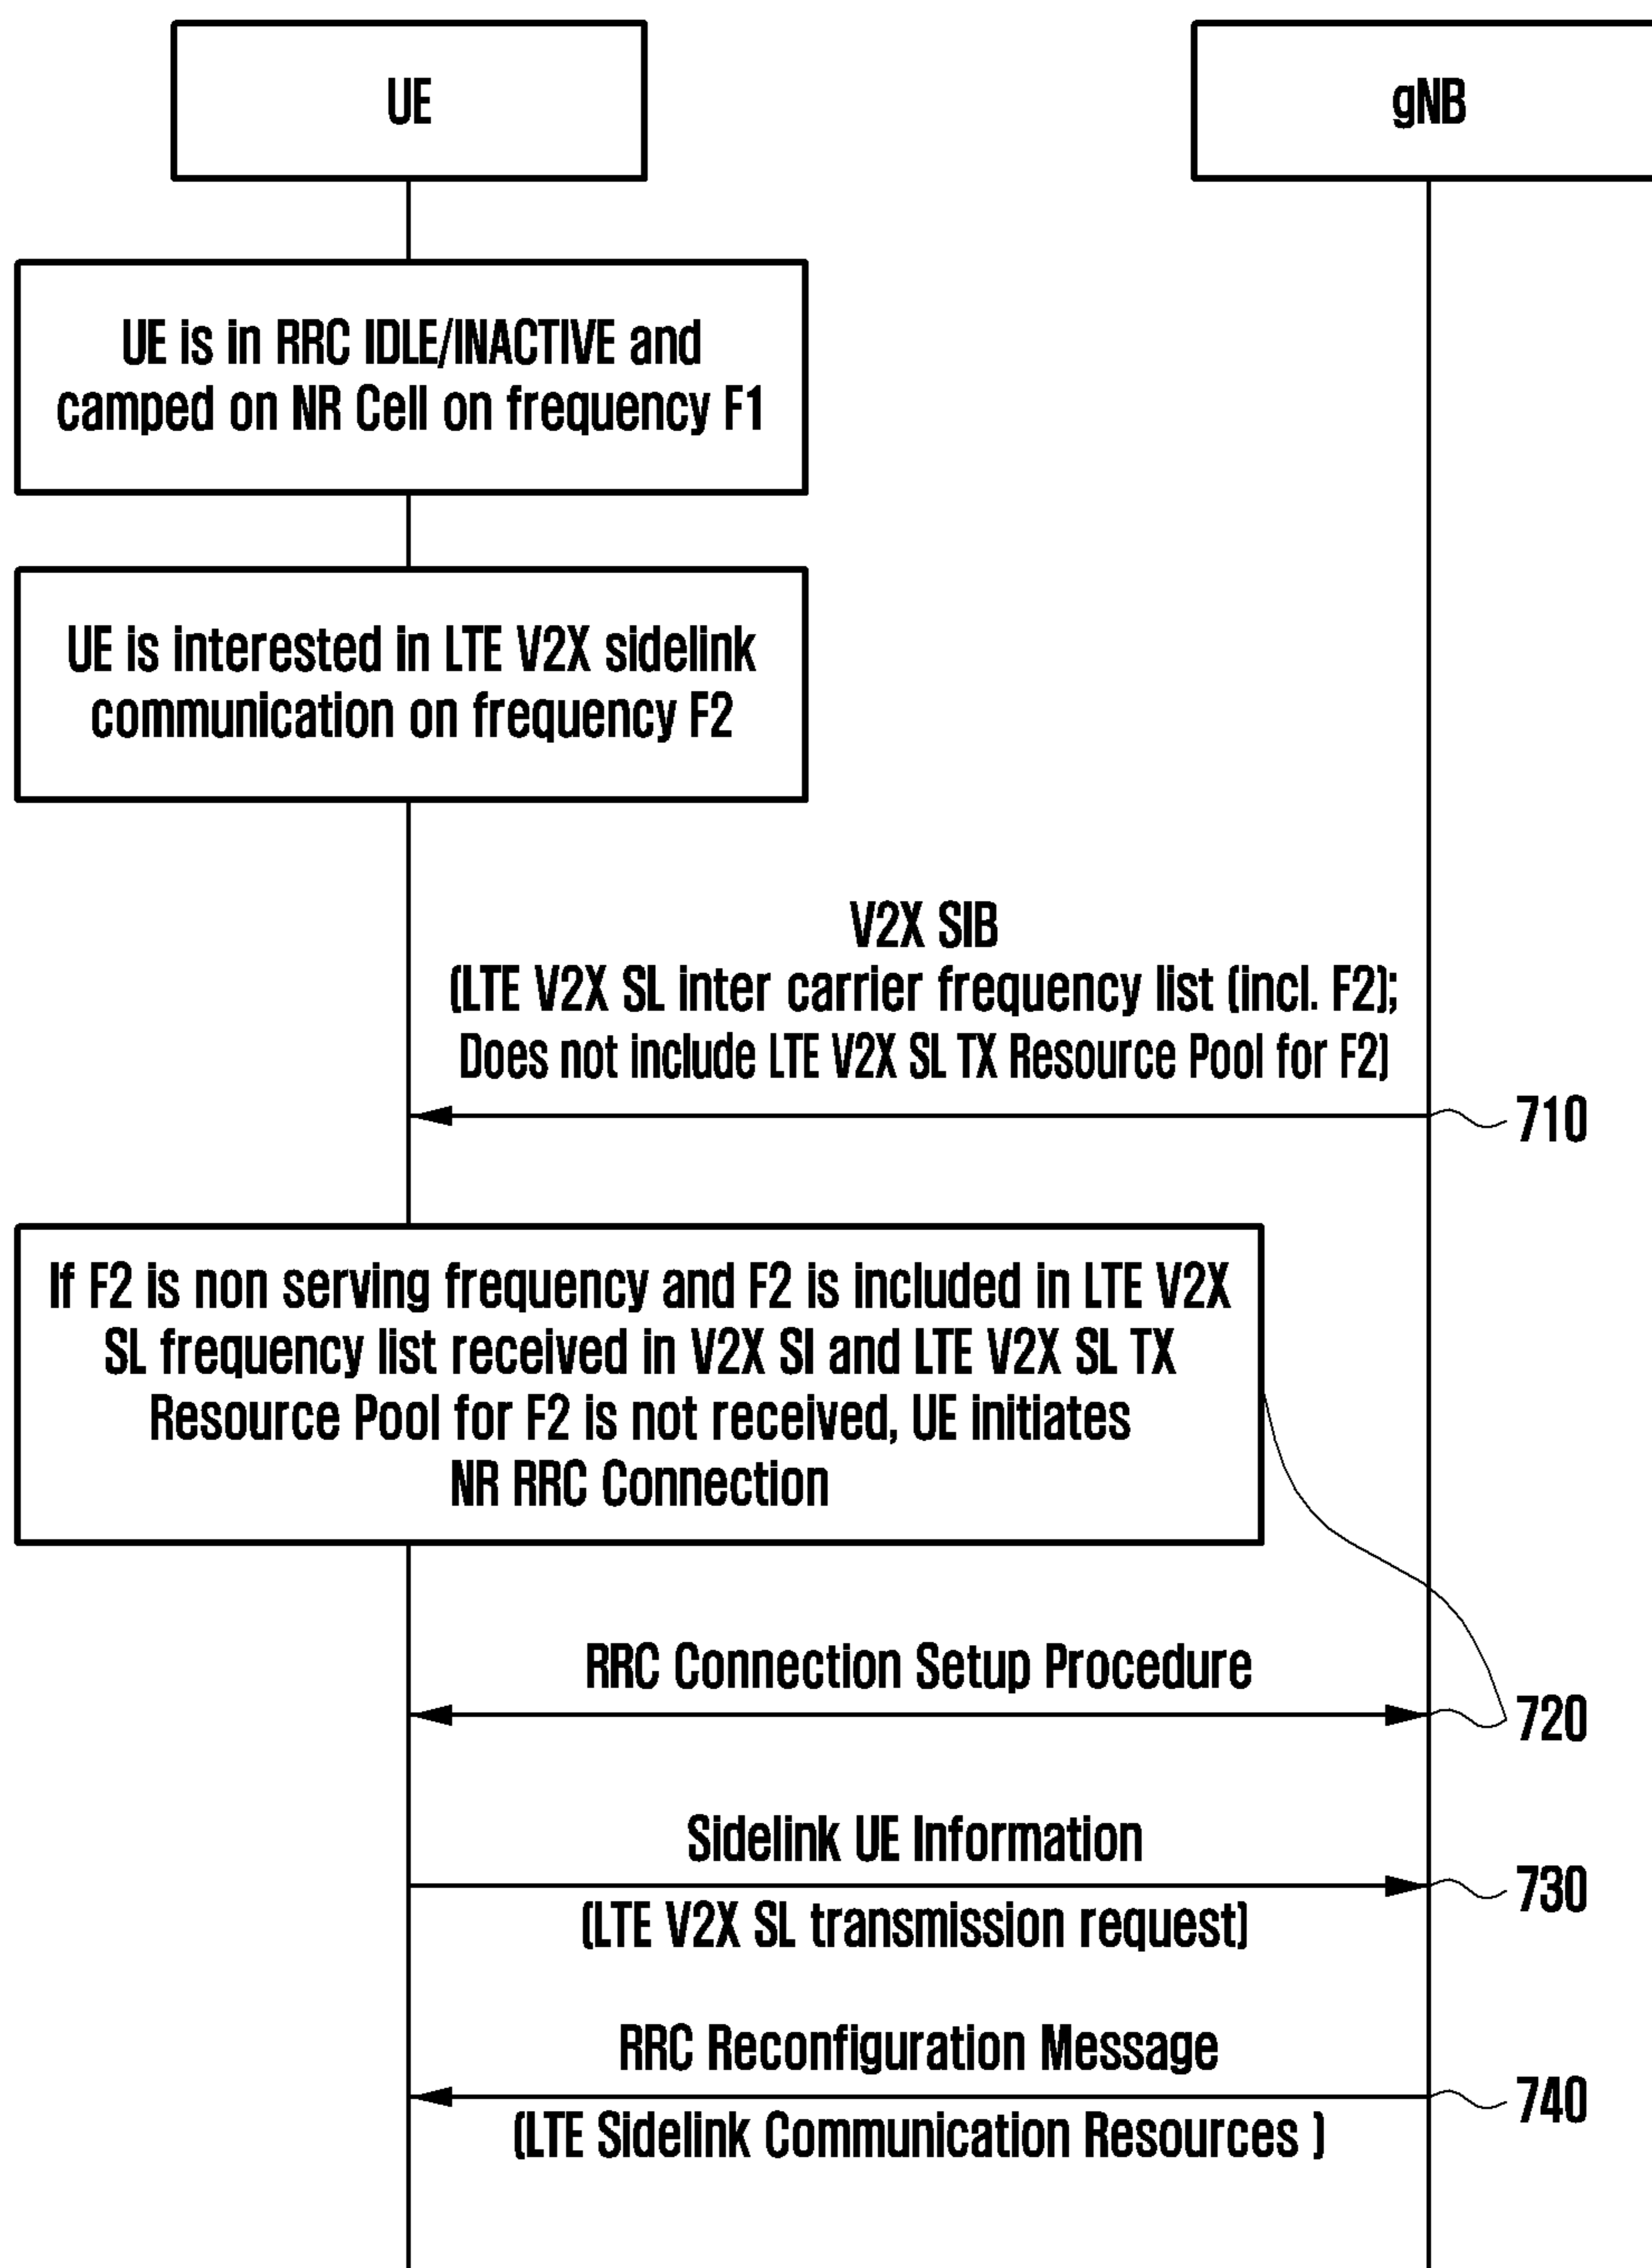 UE
gNB
UE is in RRC IDLE/INACTIVE and
camped on NR Cell on frequency F1
UE is interested in LTE V2X sidelink
communication on frequency F2
V2X SIB
(LTE V2X SL inter carrier frequency list (incl. F2);
Does not include LTE V2X SL TX Resource Pool for F2)
710
If F2 is non serving frequency and F2 is included in LTE V2X
SL frequency list received in V2X SI and LTE V2X SL TX
Resource Pool for F2 is not received, UE initiates
NR RRC Connection
RRC Connection Setup Procedure
720
Sidelink UE Information
730
(LTE V2X SL transmission request)
RRC Reconfiguration Message
740
(LTE Sidelink Communication Resources )